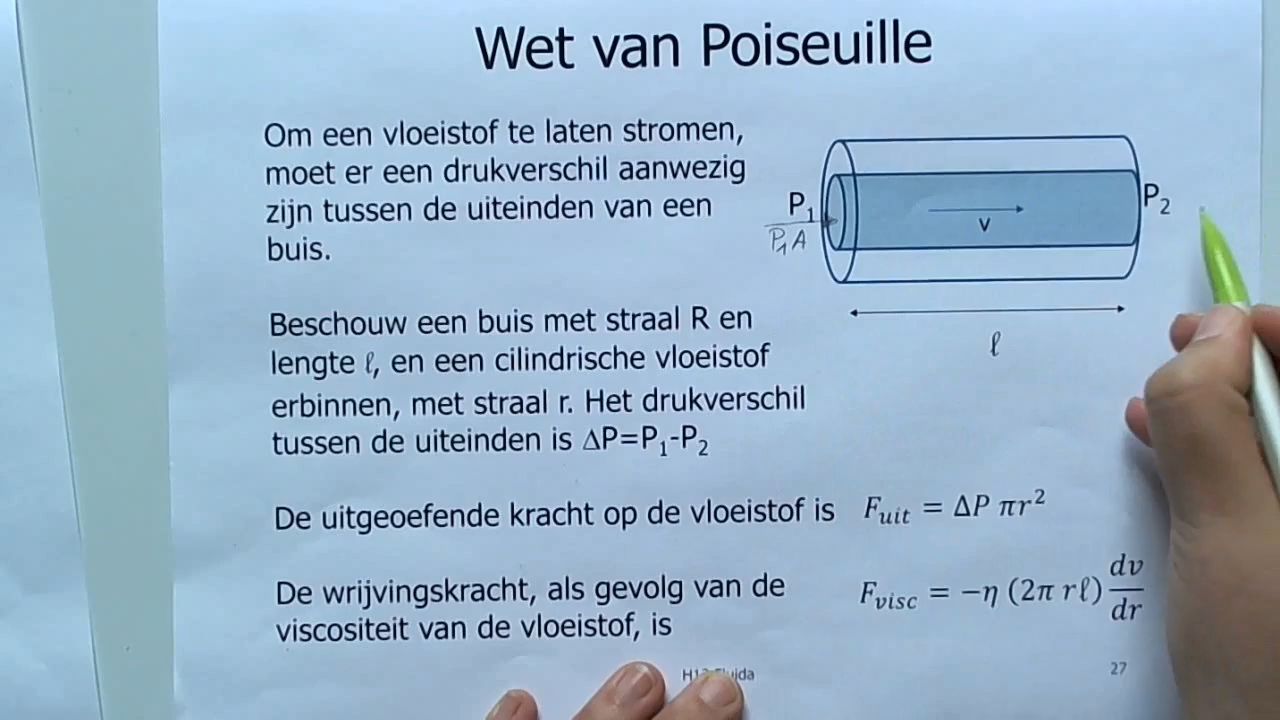 Wet van Poiseuille
Om een vloeistof te laten stromen,
moet er een drukverschil aanwezig
zijn tussen de uiteinden van een
buis.
P₁
P₁A
v
P₂
ℓ
Beschouw een buis met straal R en
lengte ℓ, en een cilindrische vloeistof
erbinnen, met straal r. Het drukverschil
tussen de uiteinden is ΔP=P₁-P₂
De uitgeoefende kracht op de vloeistof is F_uit = ΔP πr²
De wrijvingskracht, als gevolg van de
viscositeit van de vloeistof, is
F_visc = −η (2π rℓ) dv/dr
27